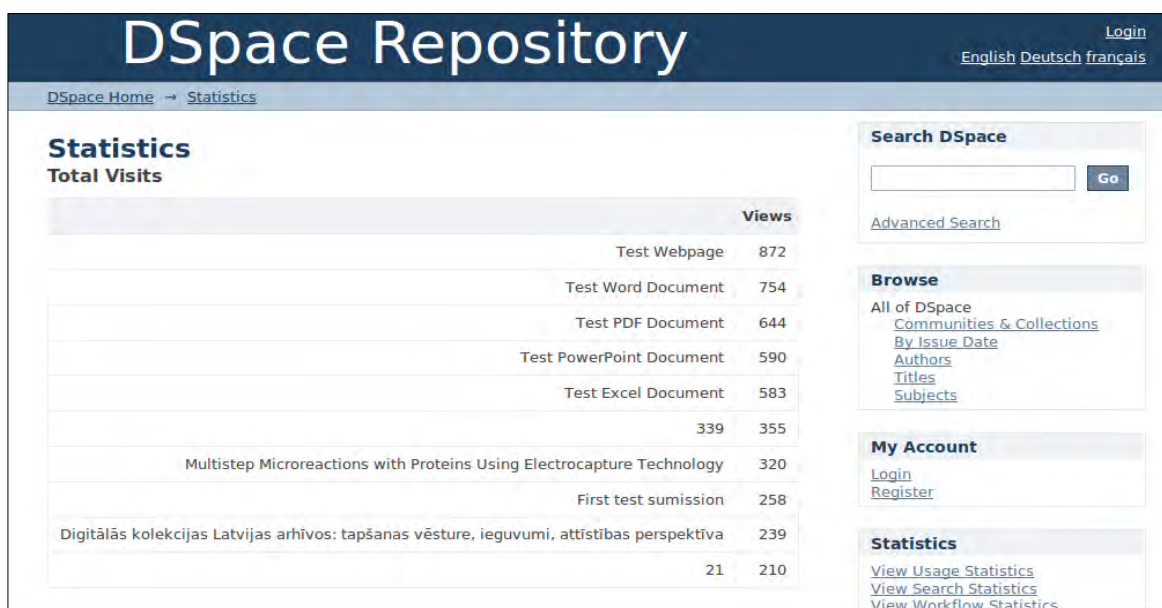 DSpace Repository
Login
English Deutsch français
DSpace Home → Statistics
Statistics
Total Visits
Views
Test Webpage 872
Test Word Document 754
Test PDF Document 644
Test PowerPoint Document 590
Test Excel Document 583
339 355
Multistep Microreactions with Proteins Using Electrocapture Technology 320
First test sumission 258
Digitālās kolekcijas Latvijas arhīvos: tapšanas vēsture, ieguvumi, attīstības perspektīva 239
21 210
Search DSpace
Go
Advanced Search
Browse
All of DSpace
Communities & Collections
By Issue Date
Authors
Titles
Subjects
My Account
Login
Register
Statistics
View Usage Statistics
View Search Statistics
View Workflow Statistics